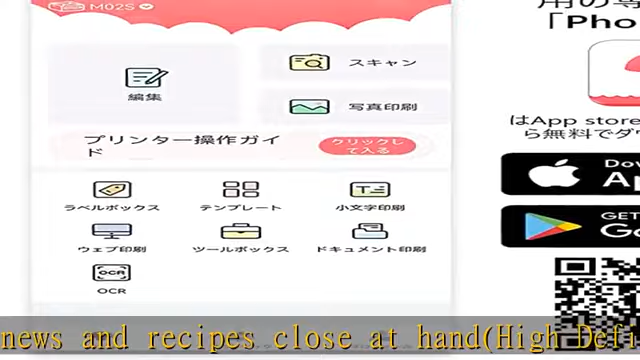 M02S
編集
スキャン
写真印刷
プリンター操作ガイ
ド
クリックし
て入る
ラベルボックス
テンプレート
小文字印刷
ウェブ印刷
ツールボックス
ドキュメント印刷
OCR
OCR
用の専
「Pho
はApp store
ら無料でダ
GET
news and recipes close at hand(High Defi